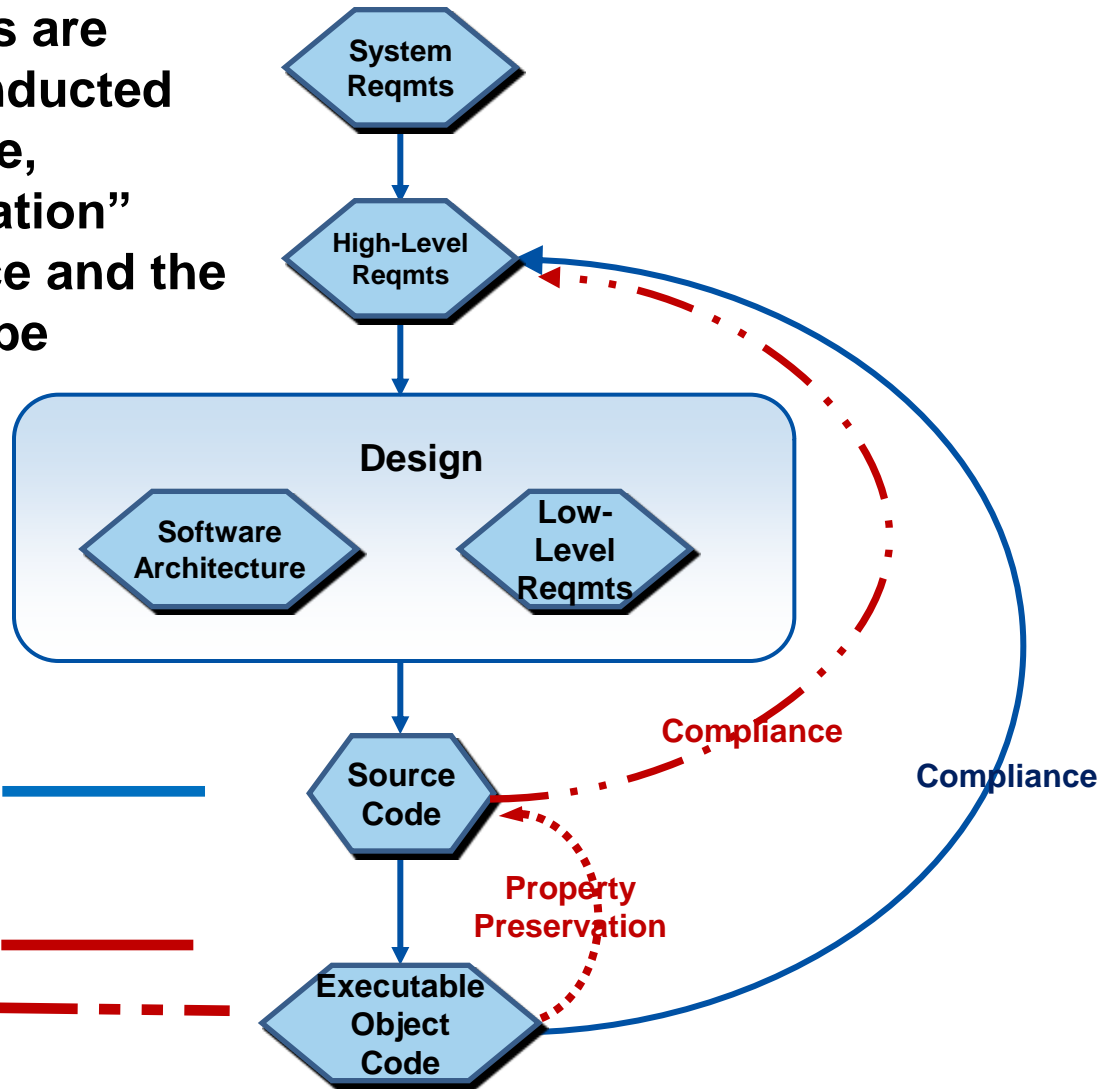 s are
nducted
e,
ation”
ce and the
be
System
Reqmts
High-Level
Reqmts
Design
Software
Architecture
Low-
Level
Reqmts
Compliance
Compliance
Source
Code
Property
Preservation
Executable
Object
Code